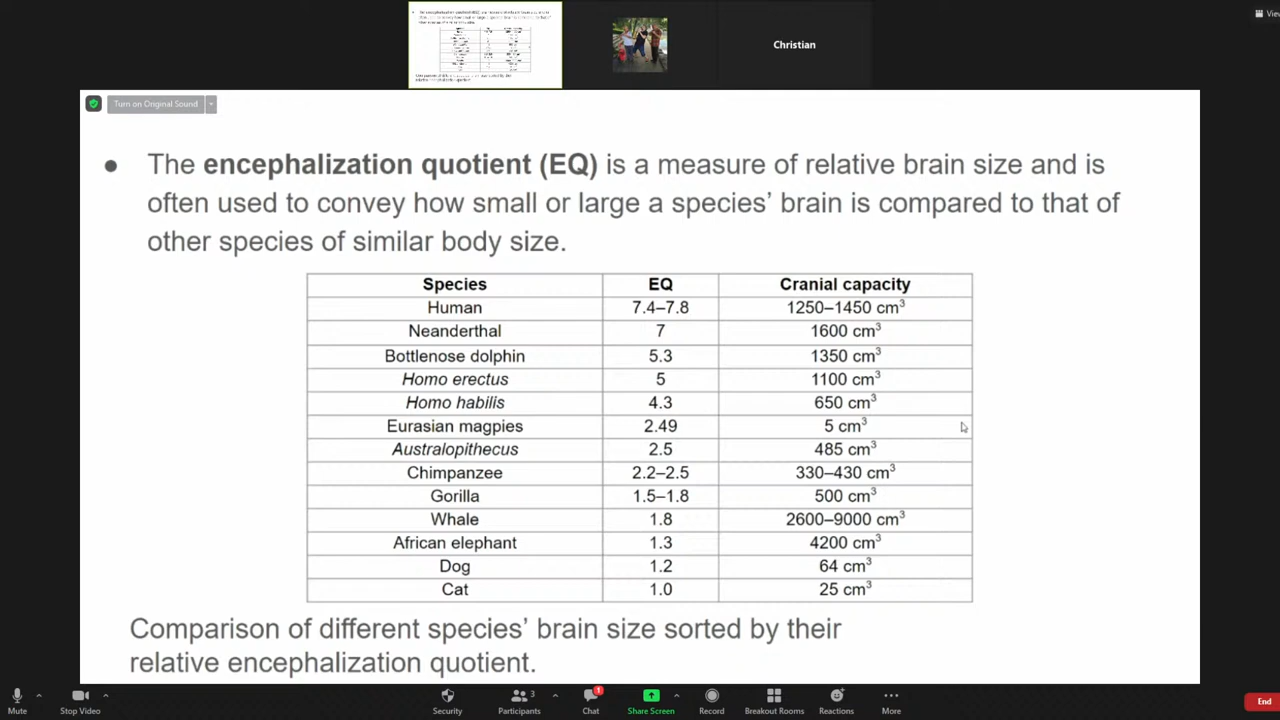 Christian
View
Turn on Original Sound
● The encephalization quotient (EQ) is a measure of relative brain size and is
often used to convey how small or large a species’ brain is compared to that of
other species of similar body size.
Species EQ Cranial capacity
Human 7.4–7.8 1250–1450 cm³
Neanderthal 7 1600 cm³
Bottlenose dolphin 5.3 1350 cm³
Homo erectus 5 1100 cm³
Homo habilis 4.3 650 cm³
Eurasian magpies 2.49 5 cm³
Australopithecus 2.5 485 cm³
Chimpanzee 2.2–2.5 330–430 cm³
Gorilla 1.5–1.8 500 cm³
Whale 1.8 2600–9000 cm³
African elephant 1.3 4200 cm³
Dog 1.2 64 cm³
Cat 1.0 25 cm³
Comparison of different species’ brain size sorted by their
relative encephalization quotient.
Mute Stop Video Security Participants 3 Chat 1 Share Screen Record Breakout Rooms Reactions More End